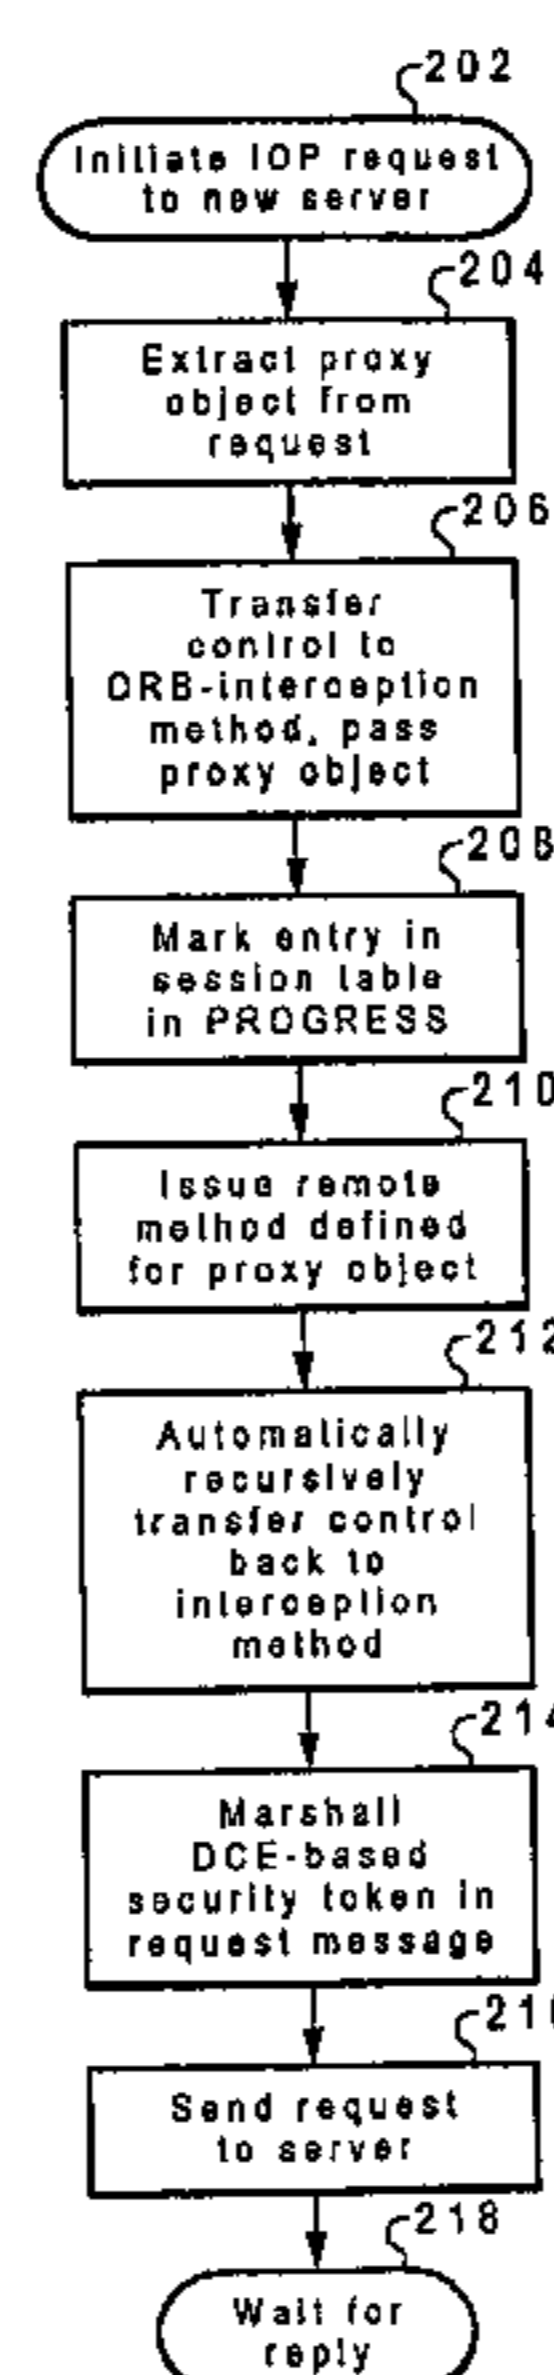 202
Initiate IOP request
to new server
204
Extract proxy
object from
request
206
Transfer
control to
ORB-interception
method, pass
proxy object
208
Mark entry in
session table
in PROGRESS
210
Issue remote
method defined
for proxy object
212
Automatically
recursively
transfer control
back to
interception
method
214
Marshall
DCE-based
security token in
request message
216
Send request
to server
218
Wait for
reply